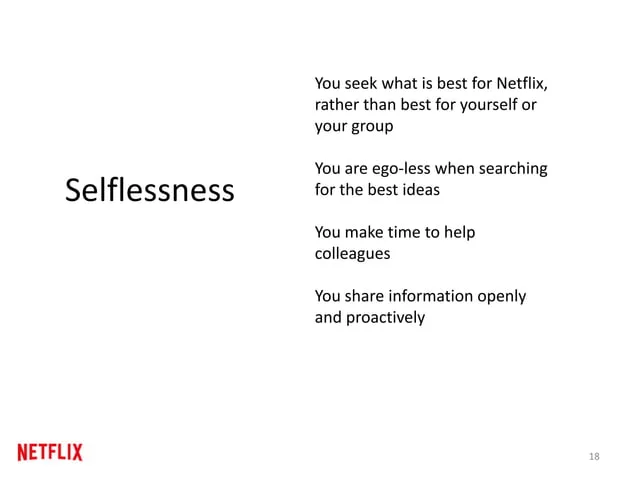 Selflessness
You seek what is best for Netflix,
rather than best for yourself or
your group
You are ego-less when searching
for the best ideas
You make time to help
colleagues
You share information openly
and proactively
NETFLIX
18